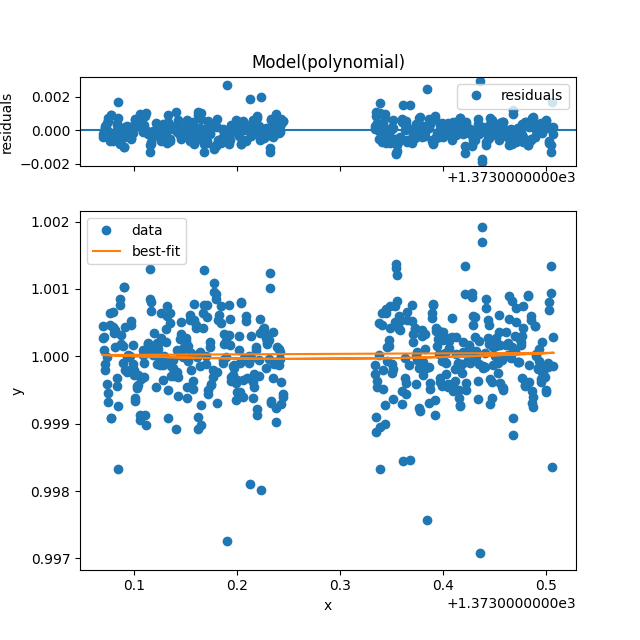 Model(polynomial)
residuals
0.002
0.000
−0.002
residuals
+1.3730000000e3
1.002
1.001
1.000
0.999
0.998
0.997
y
data
best-fit
0.1
0.2
0.3
0.4
0.5
x
+1.3730000000e3